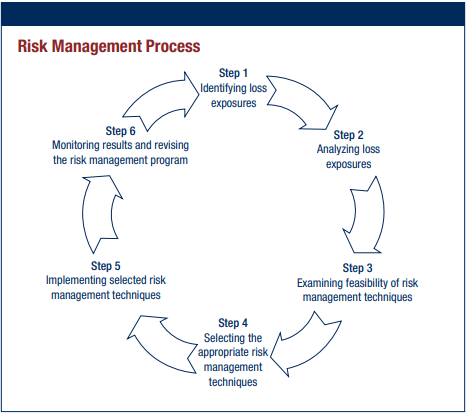 Risk Management Process
Step 1
Identifying loss
exposures
Step 2
Analyzing loss
exposures
Step 3
Examining feasibility of risk
management techniques
Step 4
Selecting the
appropriate risk
management
techniques
Step 5
Implementing selected risk
management techniques
Step 6
Monitoring results and revising
the risk management program